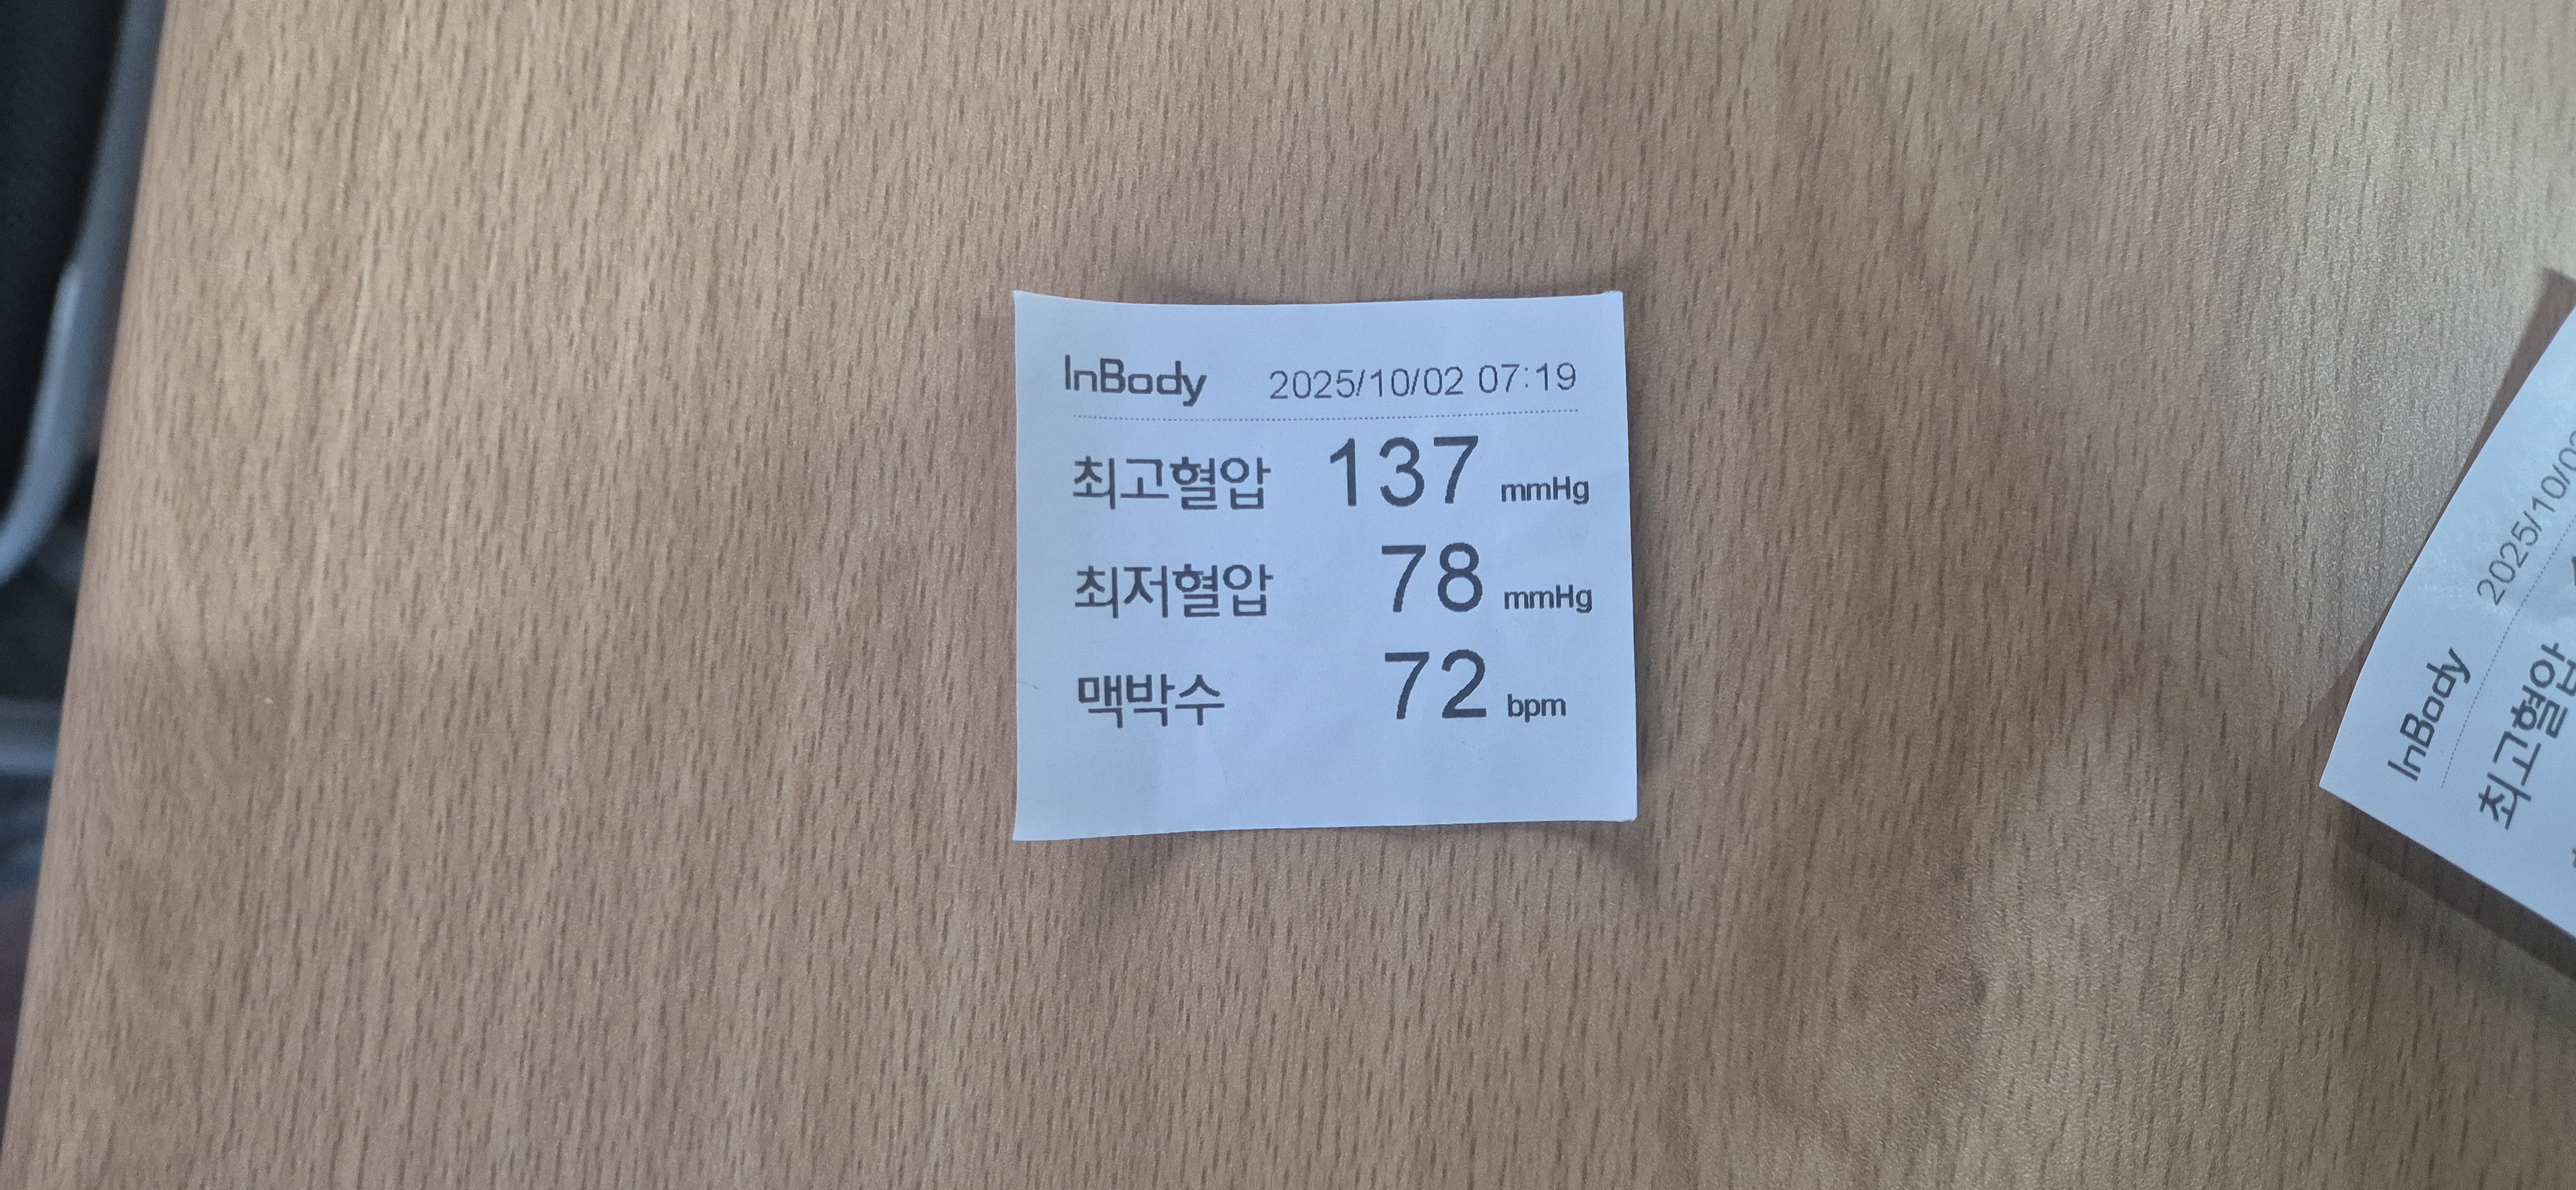 InBody 2025/10/02 07:19
최고혈압 137 mmHg
최저혈압 78 mmHg
맥박수 72 bpm
InBody 2025/10/02
최고혈압